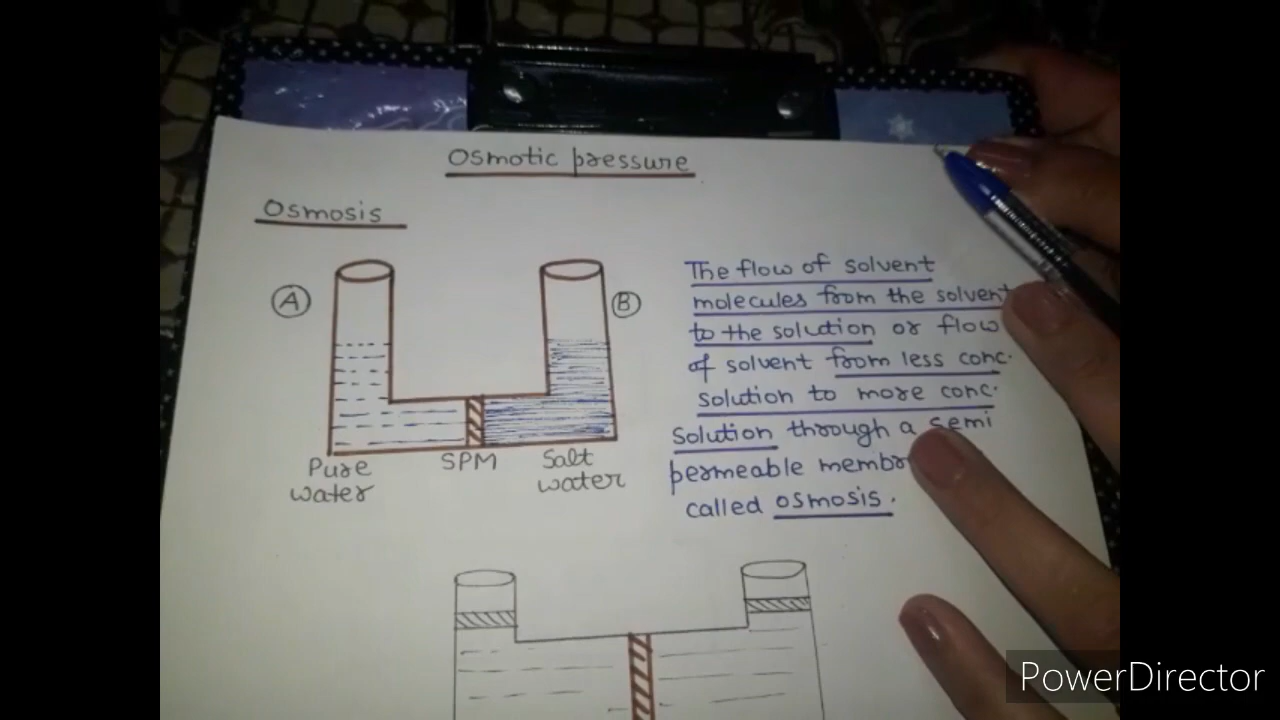 Osmotic pressure
Osmosis
A
B
Pure
water
SPM
Salt
water
The flow of solvent
molecules from the solvent
to the solution or flow
of solvent from less conc.
solution to more conc.
solution through a semi
permeable
called osmosis.
PowerDirector